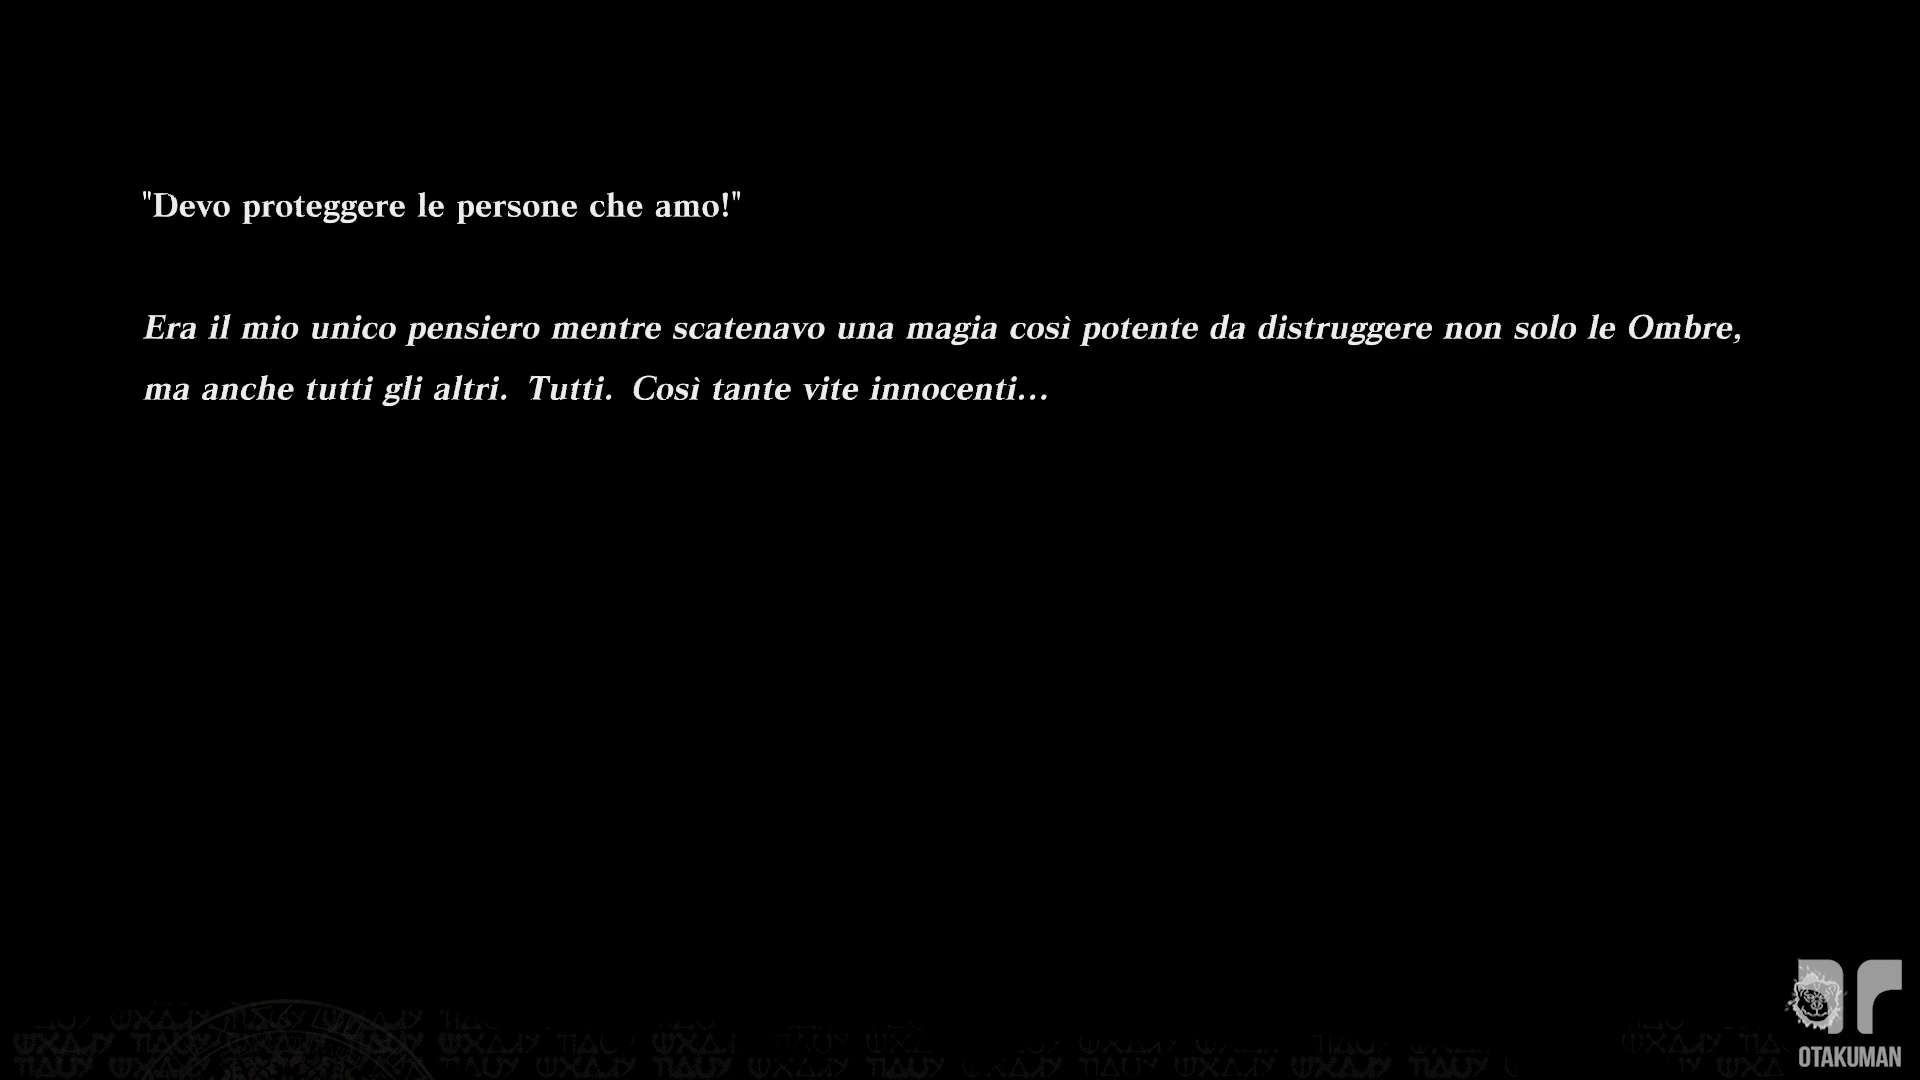 "Devo proteggere le persone che amo!"
Era il mio unico pensiero mentre scatenavo una magia così potente da distruggere non solo le Ombre,
ma anche tutti gli altri. Tutti. Così tante vite innocenti...
OTAKUMAN